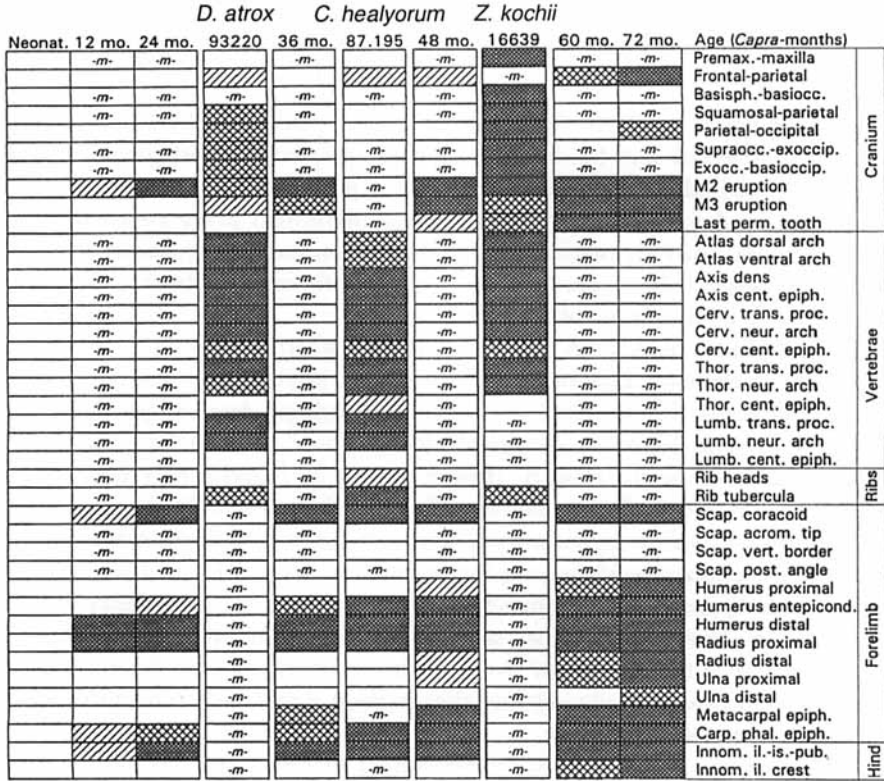 D. atrox C. healyorum Z. kochii
Neonat. 12 mo. 24 mo. 93220 36 mo. 87.195 48 mo. 16639 60 mo. 72 mo. Age (Capra-months)
-m- -m- -m- -m- -m- -m- Premax.-maxilla
Frontal-parietal
-m- -m- -m- -m- -m- -m- -m- -m- Basisph.-basiocc.
-m- -m- -m- -m- -m- -m- Squamosal-parietal
Parietal-occipital
-m- -m- -m- -m- -m- -m- -m- Supraocc.-exoccip.
-m- -m- -m- -m- -m- -m- -m- Exocc.-basioccip.
-m- M2 eruption
M3 eruption
-m- Last perm. tooth
Cranium
-m- -m- -m- -m- -m- -m- Atlas dorsal arch
-m- -m- -m- -m- -m- -m- Atlas ventral arch
-m- -m- -m- -m- -m- -m- Axis dens
-m- -m- -m- -m- -m- -m- Axis cent. epiph.
-m- -m- -m- -m- -m- -m- Cerv. trans. proc.
-m- -m- -m- -m- -m- -m- Cerv. neur. arch
-m- -m- -m- -m- -m- -m- Cerv. cent. epiph.
-m- -m- -m- -m- -m- -m- Thor. trans. proc.
-m- -m- -m- -m- -m- -m- Thor. neur. arch
-m- -m- -m- -m- -m- -m- Thor. cent. epiph.
-m- -m- -m- -m- -m- -m- -m- Lumb. trans. proc.
-m- -m- -m- -m- -m- -m- -m- Lumb. neur. arch
-m- -m- -m- -m- -m- -m- -m- Lumb. cent. epiph.
Vertebrae
-m- -m- -m- -m- -m- -m- Rib heads
-m- -m- -m- -m- -m- -m- Rib tubercula
Ribs
-m- -m- Scap. coracoid
-m- -m- -m- -m- -m- -m- -m- Scap. acrom. tip
-m- -m- -m- -m- -m- -m- -m- Scap. vert. border
-m- -m- -m- -m- -m- -m- -m- -m- -m- Scap. post. angle
-m- -m- Humerus proximal
-m- -m- Humerus entepicond.
-m- -m- Humerus distal
-m- -m- Radius proximal
-m- -m- Radius distal
-m- -m- Ulna proximal
-m- -m- Ulna distal
-m- -m- -m- Metacarpal epiph.
-m- -m- Carp. phal. epiph.
Forelimb
-m- -m- Innom. il.-is.-pub.
-m- -m- -m- Innom. il. crest
Hind